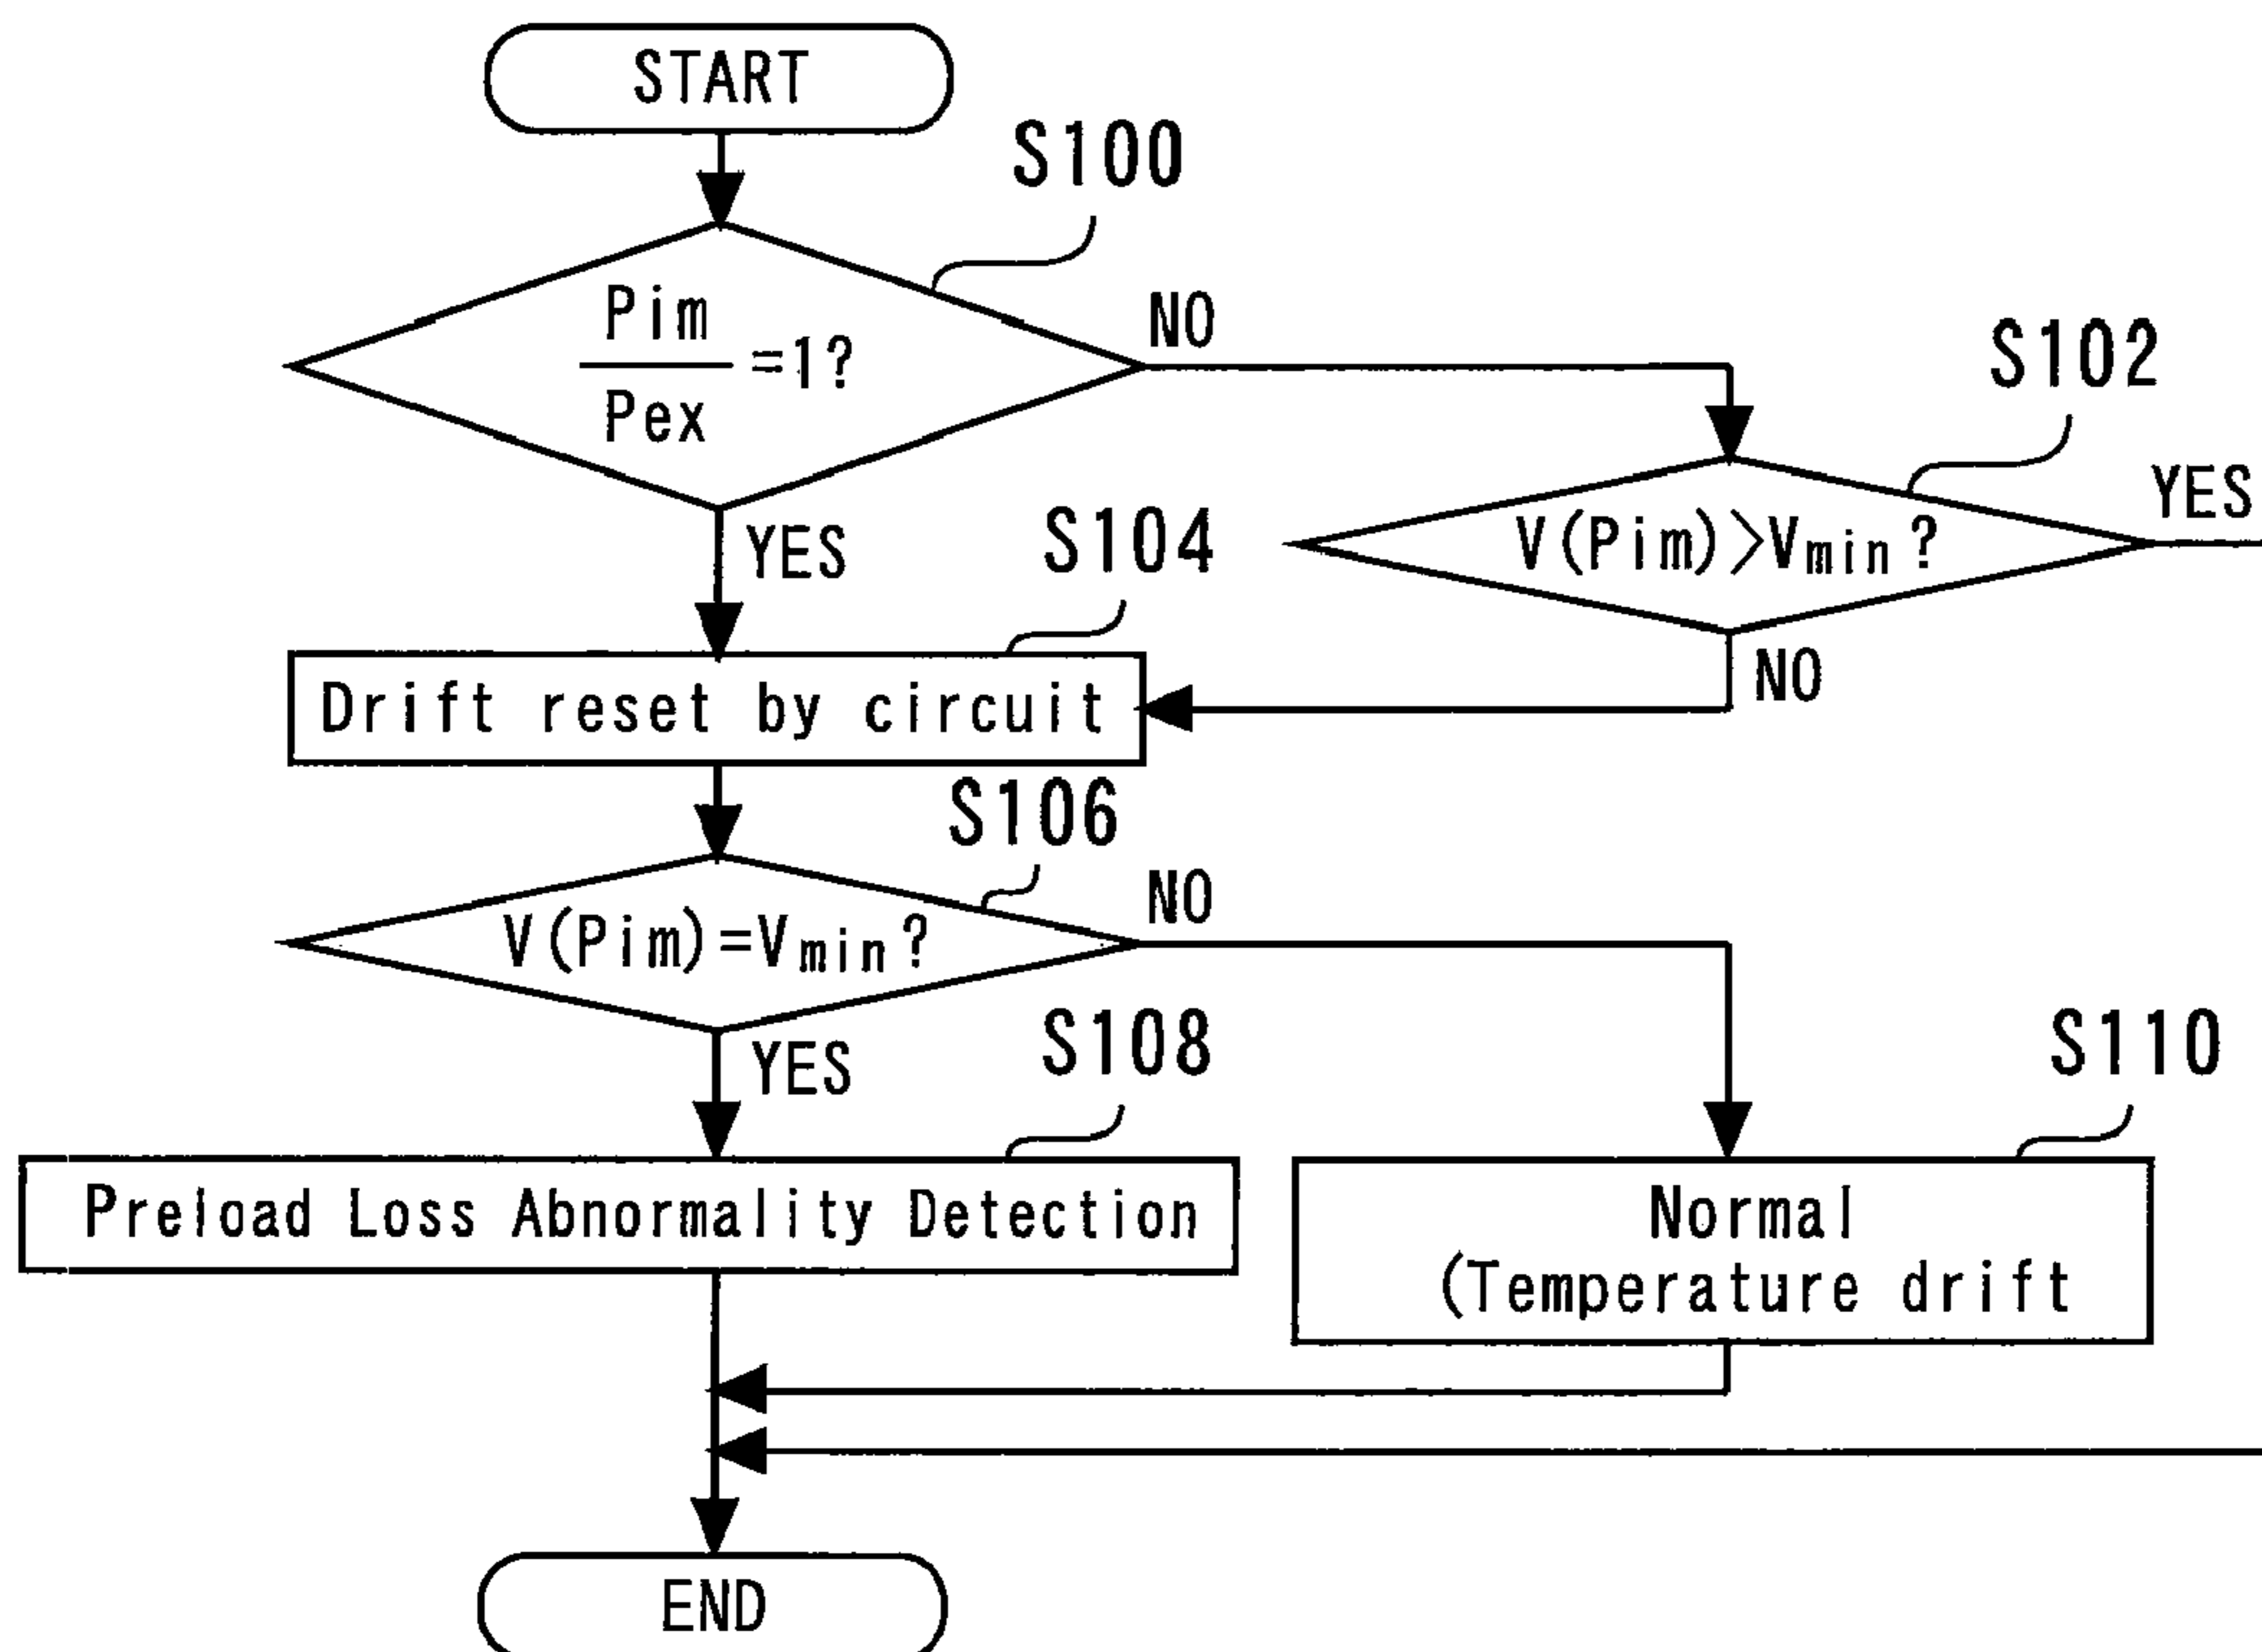 START
S100
Pim
Pex
=1?
NO
S102
V(Pim)>Vmin?
YES
NO
YES
S104
Drift reset by circuit
S106
V(Pim)=Vmin?
NO
YES
S108
Preload Loss Abnormality Detection
S110
Normal
(Temperature drift
END